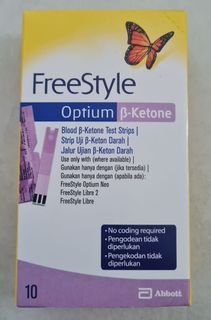 FreeStyle
Optium β-Ketone
Blood β-Ketone Test Strips |
Strip Uji β-Keton Darah |
Jalur Ujian β-Keton Darah
Use only with (where available) |
Gunakan hanya dengan (jika tersedia) |
Gunakan hanya dengan (apabila ada):
FreeStyle Optium Neo
FreeStyle Libre 2
FreeStyle Libre
• No coding required
• Pengodean tidak
diperlukan
• Pengekodan tidak
diperlukan
10
Abbott